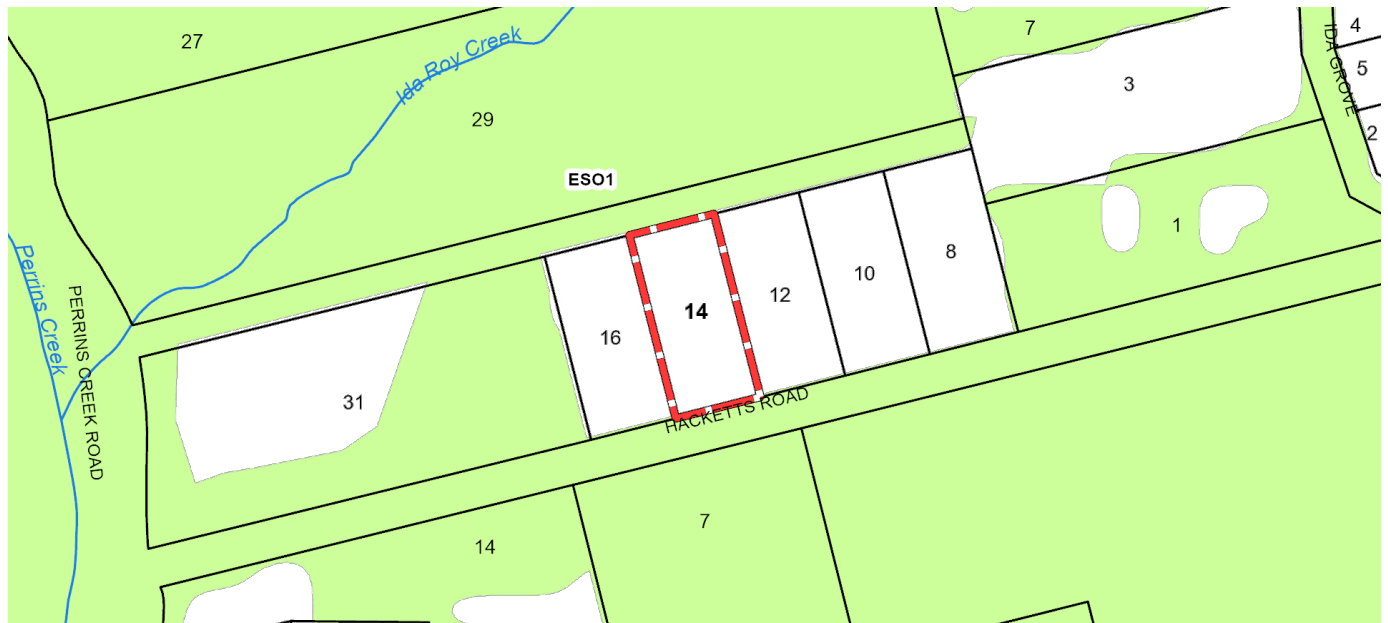 27
7
4
Ida Roy Creek
IDA GROVE
5
3
29
2
ESO1
1
Perrins Creek
PERRINS CREEK ROAD
8
10
12
14
16
31
HACKETTS ROAD
7
14